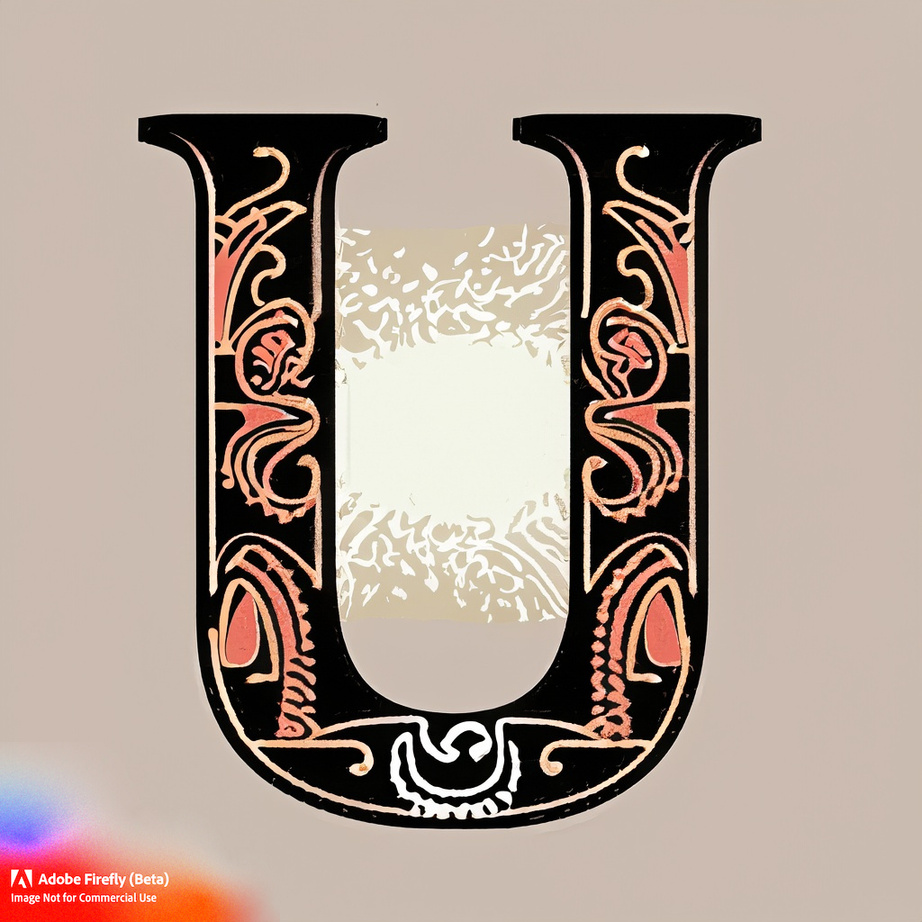 U
Adobe Firefly (Beta)
Image Not for Commercial Use